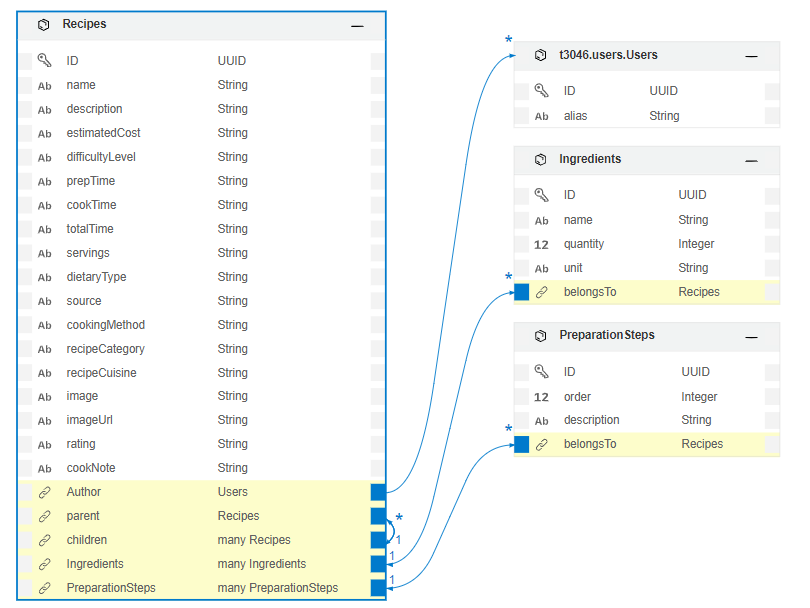 Recipes
ID UUID
Ab name String
Ab description String
Ab estimatedCost String
Ab difficultyLevel String
Ab prepTime String
Ab cookTime String
Ab totalTime String
Ab servings String
Ab dietaryType String
Ab source String
Ab cookingMethod String
Ab recipeCategory String
Ab recipeCuisine String
Ab image String
Ab imageUrl String
Ab rating String
Ab cookNote String
Author Users
parent Recipes
*
children many Recipes
1
Ingredients many Ingredients
1
PreparationSteps many PreparationSteps
1
*
t3046.users.Users
ID UUID
Ab alias String
Ingredients
ID UUID
Ab name String
12 quantity Integer
Ab unit String
*
belongsTo Recipes
PreparationSteps
ID UUID
12 order Integer
Ab description String
*
belongsTo Recipes